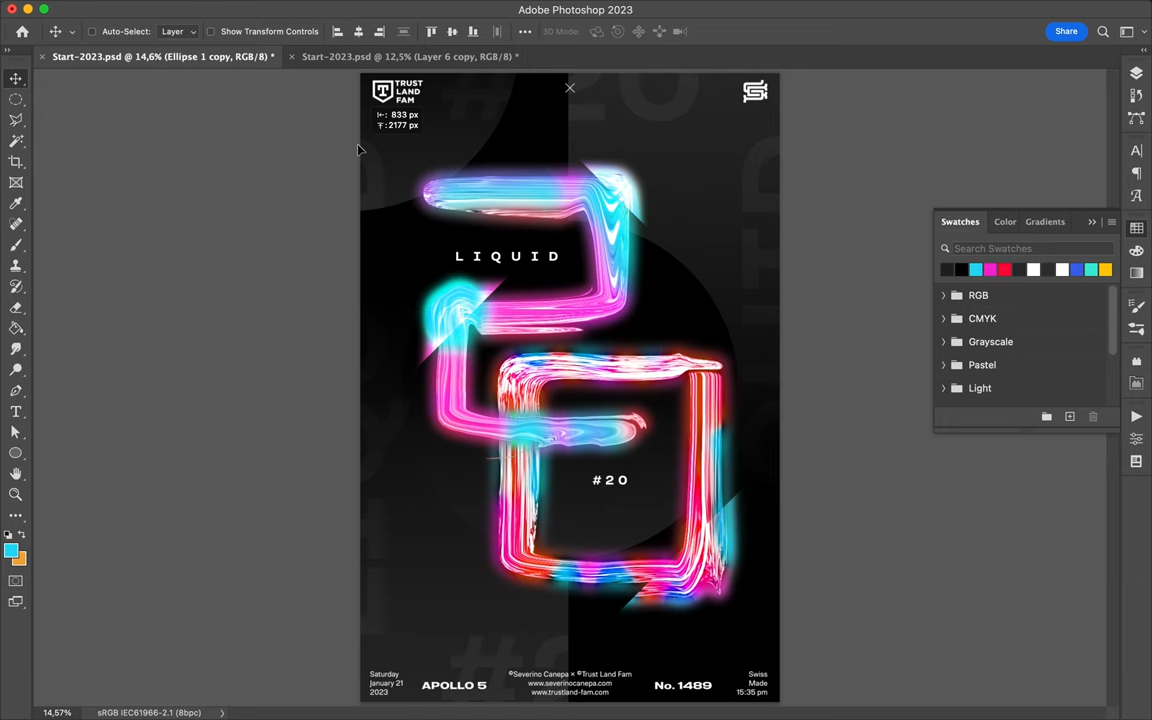 Adobe Photoshop 2023
Auto-Select: Layer Show Transform Controls 3D Mode: Share
Start-2023.psd @ 14,6% (Ellipse 1 copy, RGB/8) * Start-2023.psd @ 12,5% (Layer 6 copy, RGB/8) *
TRUST
LAND
FAM
833 px
2177 px
#20
LIQUID
#20
#2
Saturday
January 21
2023
APOLLO 5
©Severino Canepa × ©Trust Land Fam
www.severinocanepa.com
www.trustland-fam.com
No. 1489
Swiss
Made
15:35 pm
Swatches Color Gradients
Search Swatches
RGB
CMYK
Grayscale
Pastel
Light
14,57% sRGB IEC61966-2.1 (8bpc)